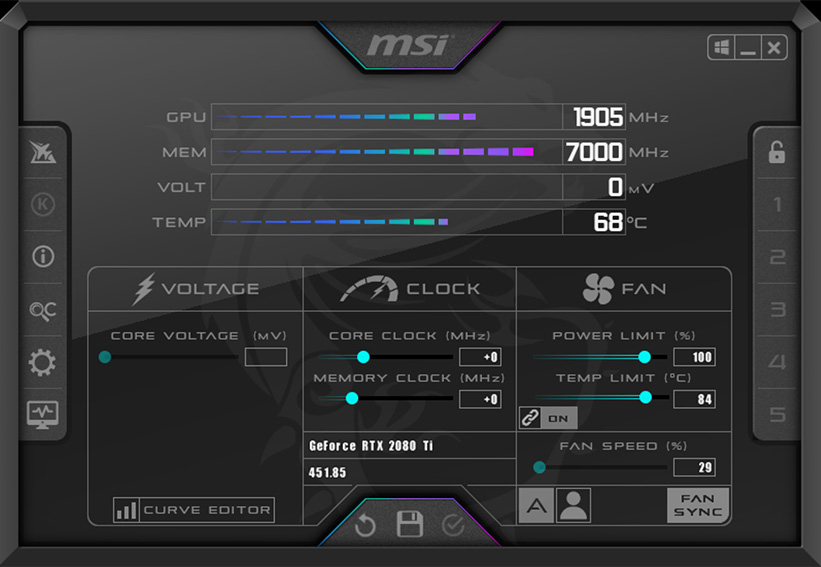 msi
GPU 1905 MHz
MEM 7000 MHz
VOLT 0 MV
TEMP 68 °C
K
1
i
2
OC
3
4
5
VOLTAGE CLOCK FAN
CORE VOLTAGE (MV) CORE CLOCK (MHz) POWER LIMIT (%)
+0 100
MEMORY CLOCK (MHz) TEMP LIMIT (°C)
+0 84
ON
GeForce RTX 2080 Ti FAN SPEED (%)
451.85 29
CURVE EDITOR A FAN SYNC